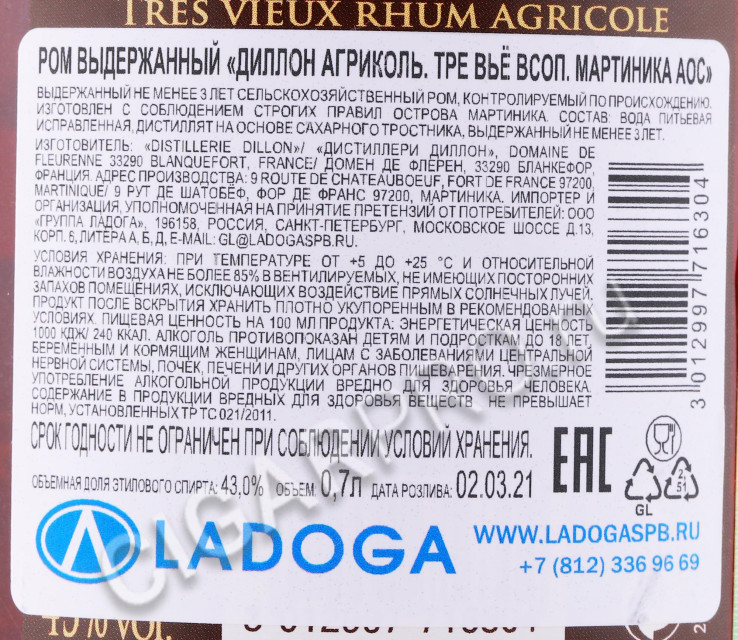 TRES VIEUX RHUM AGRICOLE
РОМ ВЫДЕРЖАННЫЙ «ДИЛЛОН АГРИКОЛЬ. ТРЕ ВЬЁ ВСОП. МАРТИНИКА АОС»
ВЫДЕРЖАННЫЙ НЕ МЕНЕЕ 3 ЛЕТ СЕЛЬСКОХОЗЯЙСТВЕННЫЙ РОМ, КОНТРОЛИРУЕМЫЙ ПО ПРОИСХОЖДЕНИЮ.
ИЗГОТОВЛЕН С СОБЛЮДЕНИЕМ СТРОГИХ ПРАВИЛ ОСТРОВА МАРТИНИКА. СОСТАВ: ВОДА ПИТЬЕВАЯ
ИСПРАВЛЕННАЯ, ДИСТИЛЛЯТ НА ОСНОВЕ САХАРНОГО ТРОСТНИКА, ВЫДЕРЖАННЫЙ НЕ МЕНЕЕ 3 ЛЕТ.
ИЗГОТОВИТЕЛЬ: «DISTILLERIE DILLON»/ «ДИСТИЛЛЕРИ ДИЛЛОН», DOMAINE DE
FLEURENNE 33290 BLANQUEFORT, FRANCE/ ДОМЕН ДЕ ФЛЁРЕН, 33290 БЛАНКЕФОР,
ФРАНЦИЯ. АДРЕС ПРОИЗВОДСТВА: 9 ROUTE DE CHATEAUBOEUF, FORT DE FRANCE 97200,
MARTINIQUE/ 9 РУТ ДЕ ШАТОБЁФ, ФОР ДЕ ФРАНС 97200, МАРТИНИКА. ИМПОРТЕР И
ОРГАНИЗАЦИЯ, УПОЛНОМОЧЕННАЯ НА ПРИНЯТИЕ ПРЕТЕНЗИЙ ОТ ПОТРЕБИТЕЛЕЙ: ООО
«ГРУППА ЛАДОГА», 196158, РОССИЯ, САНКТ-ПЕТЕРБУРГ, МОСКОВСКОЕ ШОССЕ Д.13,
КОРП. 6, ЛИТЕРА А, Б, Д, E-MAIL: GL@LADOGASPB.RU.
УСЛОВИЯ ХРАНЕНИЯ: ПРИ ТЕМПЕРАТУРЕ ОТ +5 ДО +25 °С И ОТНОСИТЕЛЬНОЙ
ВЛАЖНОСТИ ВОЗДУХА НЕ БОЛЕЕ 85% В ВЕНТИЛИРУЕМЫХ, НЕ ИМЕЮЩИХ ПОСТОРОННИХ
ЗАПАХОВ ПОМЕЩЕНИЯХ, ИСКЛЮЧАЮЩИХ ВОЗДЕЙСТВИЕ ПРЯМЫХ СОЛНЕЧНЫХ ЛУЧЕЙ.
ПРОДУКТ ПОСЛЕ ВСКРЫТИЯ ХРАНИТЬ ПЛОТНО УКУПОРЕННЫМ В РЕКОМЕНДОВАННЫХ
УСЛОВИЯХ. ПИЩЕВАЯ ЦЕННОСТЬ НА 100 МЛ ПРОДУКТА: ЭНЕРГЕТИЧЕСКАЯ ЦЕННОСТЬ
1000 КДЖ/ 240 ККАЛ. АЛКОГОЛЬ ПРОТИВОПОКАЗАН ДЕТЯМ И ПОДРОСТКАМ ДО 18 ЛЕТ,
БЕРЕМЕННЫМ И КОРМЯЩИМ ЖЕНЩИНАМ, ЛИЦАМ С ЗАБОЛЕВАНИЯМИ ЦЕНТРАЛЬНОЙ
НЕРВНОЙ СИСТЕМЫ, ПОЧЕК, ПЕЧЕНИ И ДРУГИХ ОРГАНОВ ПИЩЕВАРЕНИЯ. ЧРЕЗМЕРНОЕ
УПОТРЕБЛЕНИЕ АЛКОГОЛЬНОЙ ПРОДУКЦИИ ВРЕДНО ДЛЯ ЗДОРОВЬЯ ЧЕЛОВЕКА.
СОДЕРЖАНИЕ В ПРОДУКЦИИ ВРЕДНЫХ ДЛЯ ЗДОРОВЬЯ ВЕЩЕСТВ НЕ ПРЕВЫШАЕТ
НОРМ, УСТАНОВЛЕННЫХ ТР ТС 021/2011.
3 012997 716304
СРОК ГОДНОСТИ НЕ ОГРАНИЧЕН ПРИ СОБЛЮДЕНИИ УСЛОВИЙ ХРАНЕНИЯ.
ЕАС
GL
2, 51
ОБЪЕМНАЯ ДОЛЯ ЭТИЛОВОГО СПИРТА: 43,0% ОБЪЕМ: 0,7л ДАТА РОЗЛИВА: 02.03.21
LADOGA
WWW.LADOGASPB.RU
+7 (812) 336 96 69
CIGARPRO.ru